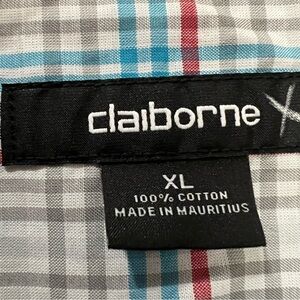 claiborne X
XL
100% COTTON
MADE IN MAURITIUS